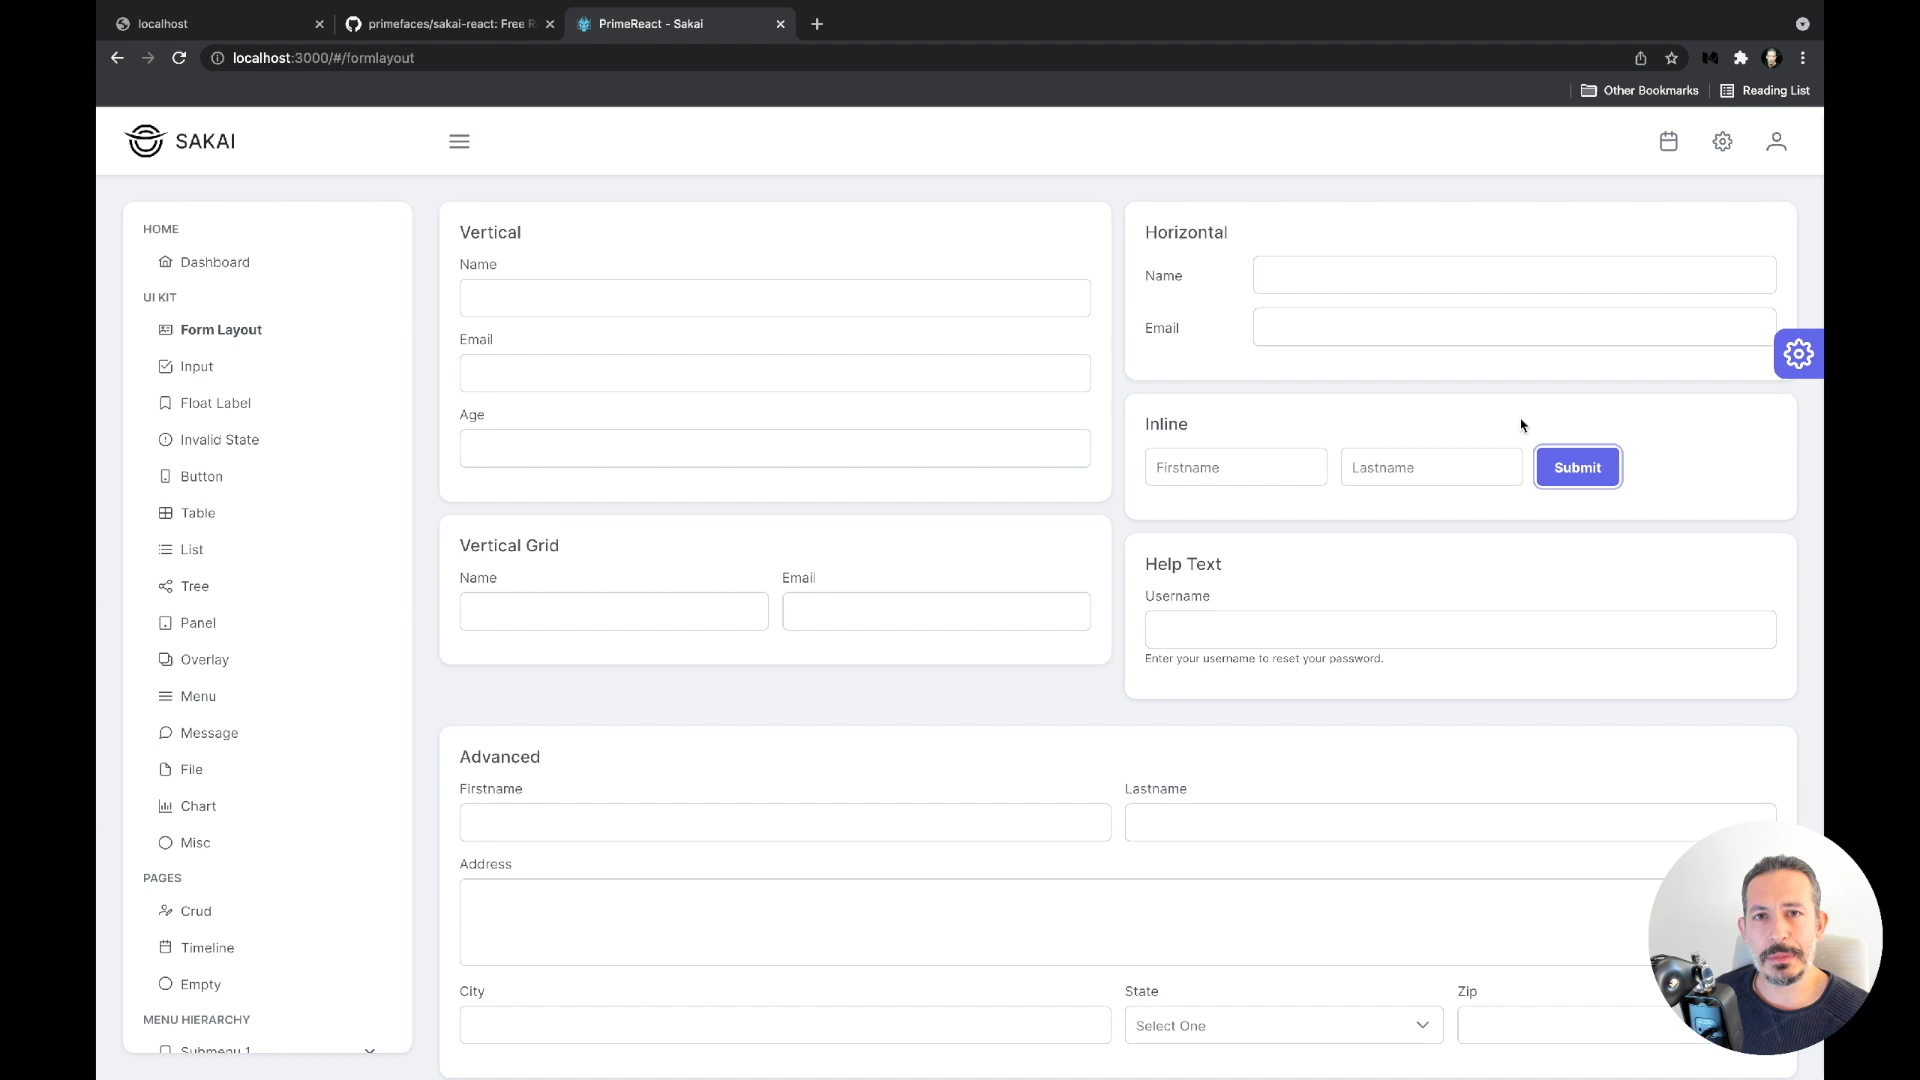 localhost
primefaces/sakai-react: Free R
PrimeReact - Sakai
localhost:3000/#/formlayout
Other Bookmarks
Reading List
SAKAI
HOME
Dashboard
UI KIT
Form Layout
Input
Float Label
Invalid State
Button
Table
List
Tree
Panel
Overlay
Menu
Message
File
Chart
Misc
PAGES
Crud
Timeline
Empty
MENU HIERARCHY
Submenu 1
Vertical
Name
Email
Age
Vertical Grid
Name Email
Horizontal
Name
Email
Inline
Firstname Lastname Submit
Help Text
Username
Enter your username to reset your password.
Advanced
Firstname Lastname
Address
City State Zip
Select One